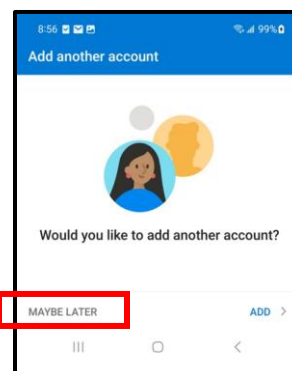 8:56 99%
Add another account
Would you like to add another account?
MAYBE LATER ADD